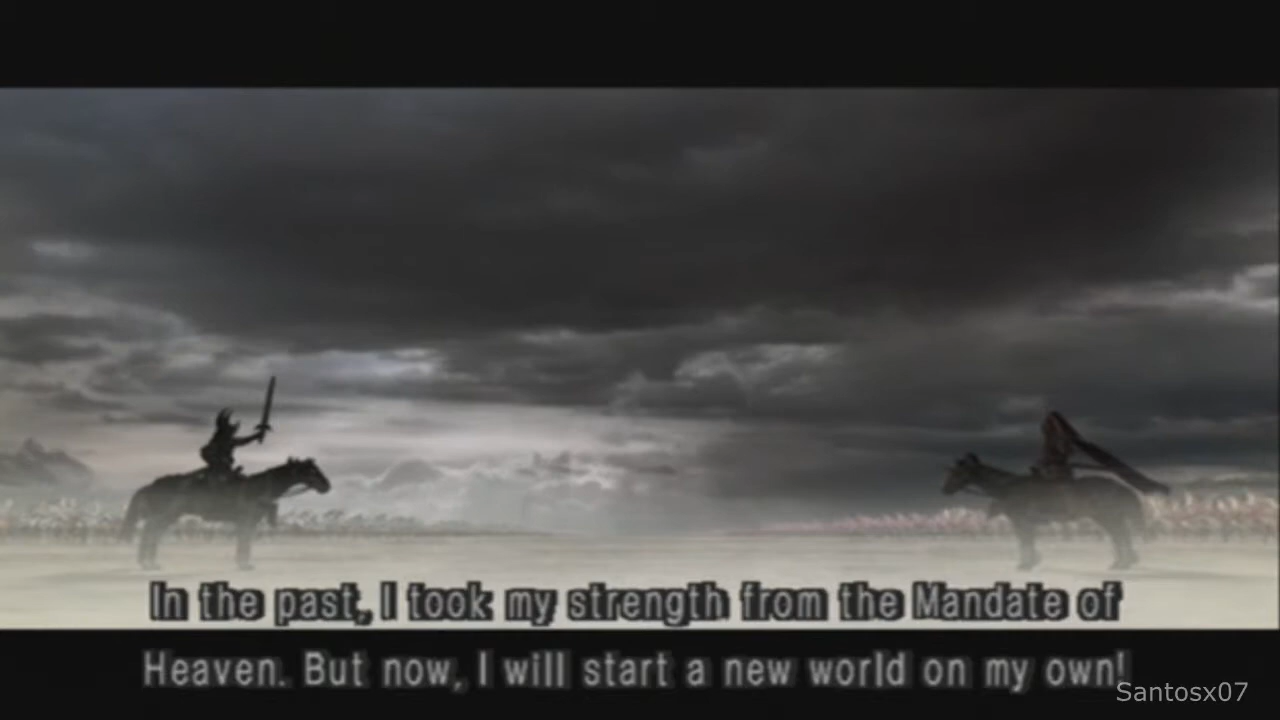 In the past, I took my strength from the Mandate of
Heaven. But now, I will start a new world on my own!
Santosx07